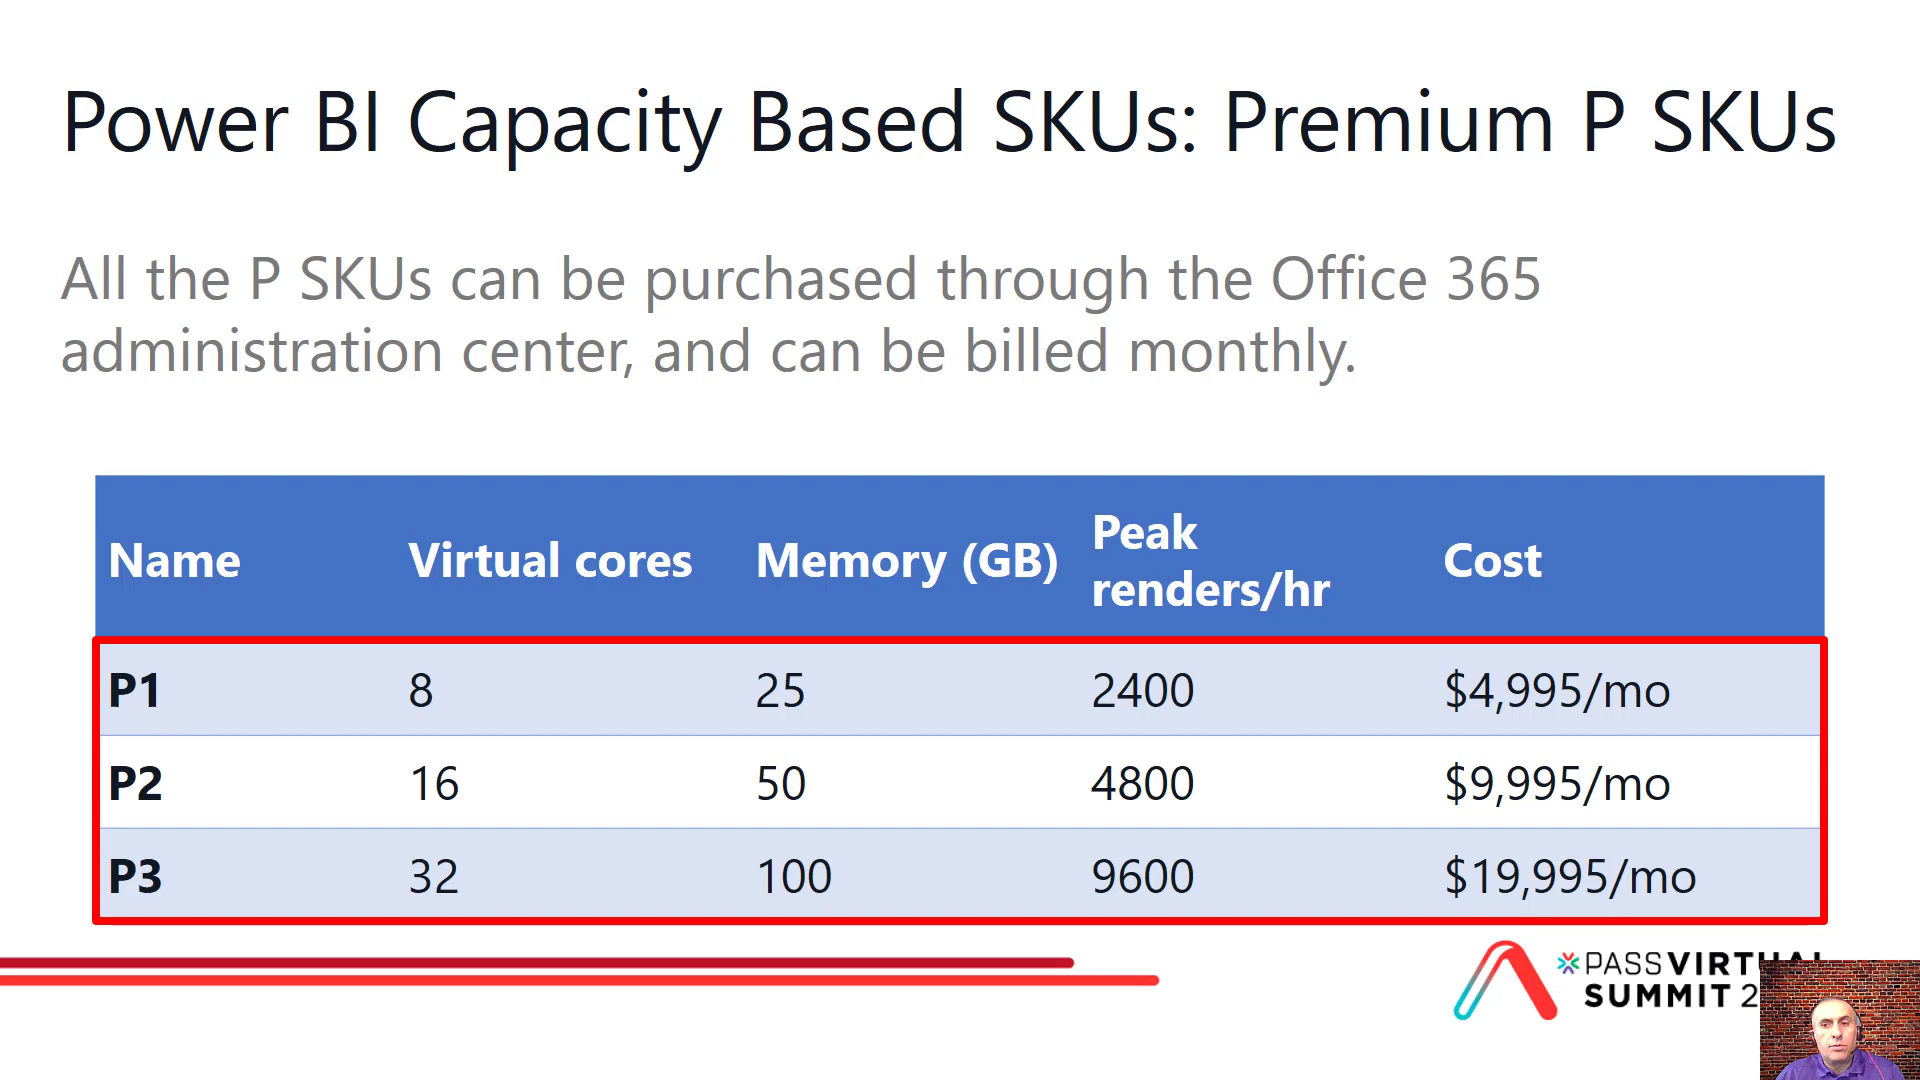 Power BI Capacity Based SKUs: Premium P SKUs
All the P SKUs can be purchased through the Office 365
administration center, and can be billed monthly.
Name Virtual cores Memory (GB) Peak renders/hr Cost
P1 8 25 2400 $4,995/mo
P2 16 50 4800 $9,995/mo
P3 32 100 9600 $19,995/mo
PASS VIRTUAL
SUMMIT 2